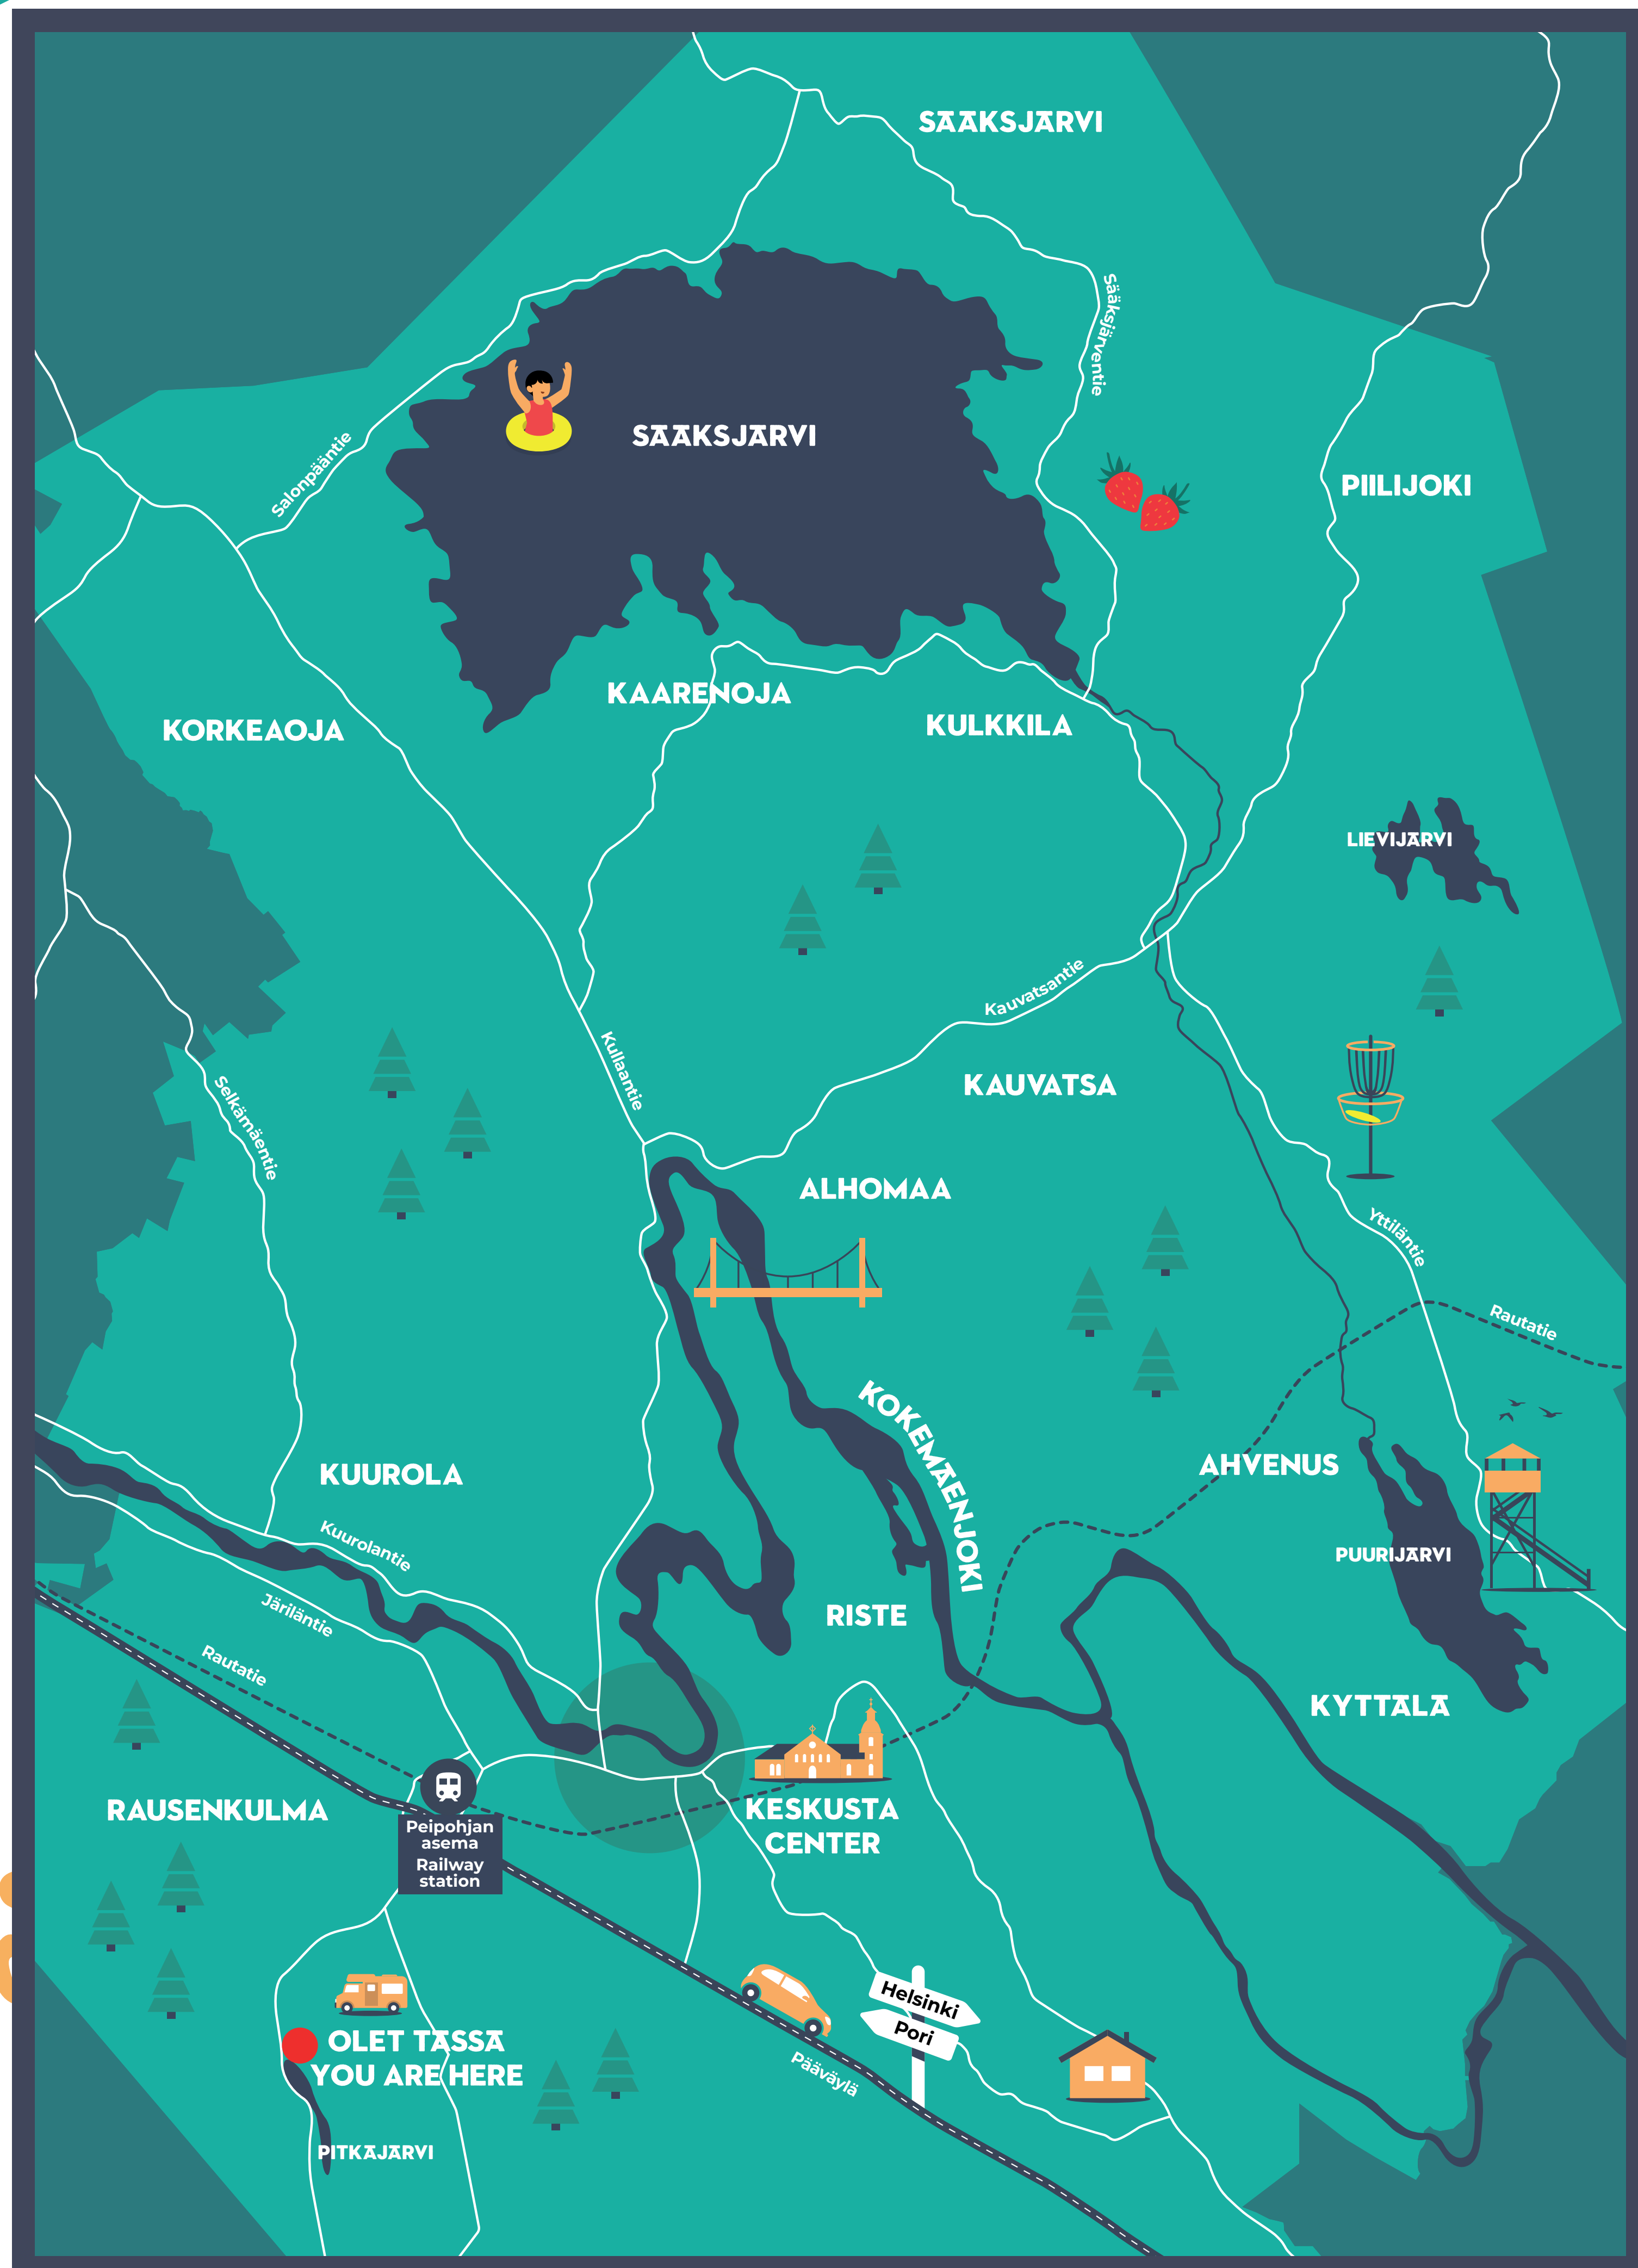 SÄÄKSJÄRVI
Sääksjärventie
SÄÄKSJÄRVI
Salonpääntie
PIILIJOKI
KAARENOJA
KORKEAOJA
KULKKILA
LIEVIJÄRVI
Kauvatsantie
Kullaantie
KAUVATSA
Selkämäentie
ALHOMAA
Yttiläntie
Rautatie
KOKEMÄENJOKI
AHVENUS
KUUROLA
Kuurolantie
PUURIJÄRVI
Järiläntie
RISTE
Rautatie
KYTTÄLÄ
RAUSENKULMA
KESKUSTA
CENTER
Peipohjan
asema
Railway
station
Helsinki
Pori
OLET TÄSSÄ
YOU ARE HERE
Pääväylä
PITKÄJÄRVI